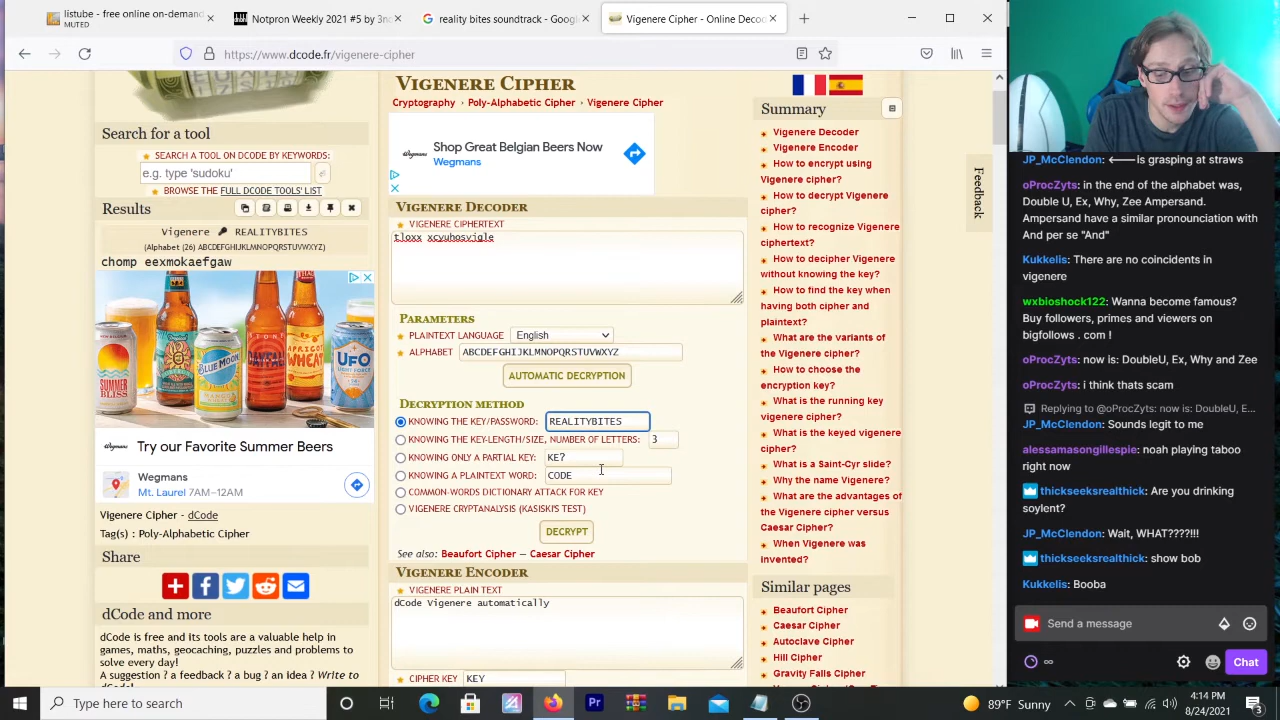 listube - free online on-demand
MUTED
Notpron Weekly 2021 #5 by 3nd
reality bites soundtrack - Google
Vigenere Cipher - Online Decod
https://www.dcode.fr/vigenere-cipher
Search for a tool
SEARCH A TOOL ON DCODE BY KEYWORDS:
e.g. type 'sudoku'
BROWSE THE FULL DCODE TOOLS' LIST
Results
Vigenere REALITYBITES
(Alphabet (26) ABCDEFGHIJKLMNOPQRSTUVWXYZ)
chomp eexmokaefgaw
SUMMER BLISS
BLUE MOON
DAYPAL
APRICOT WHEAT
UFO
Try our Favorite Summer Beers
Wegmans
Wegmans
Mt. Laurel 7AM–12AM
Vigenere Cipher - dCode
Tag(s) : Poly-Alphabetic Cipher
Share
dCode and more
dCode is free and its tools are a valuable help in
games, maths, geocaching, puzzles and problems to
solve every day!
A suggestion ? a feedback ? a bug ? an idea ? Write to
VIGENERE CIPHER
Cryptography › Poly-Alphabetic Cipher › Vigenere Cipher
Shop Great Belgian Beers Now
Wegmans
Wegmans
VIGENERE DECODER
VIGENERE CIPHERTEXT
tloxx xcyuhosvigle
PARAMETERS
PLAINTEXT LANGUAGE English
ALPHABET ABCDEFGHIJKLMNOPQRSTUVWXYZ
AUTOMATIC DECRYPTION
DECRYPTION METHOD
KNOWING THE KEY/PASSWORD: REALITYBITES
KNOWING THE KEY-LENGTH/SIZE, NUMBER OF LETTERS: 3
KNOWING ONLY A PARTIAL KEY: KE?
KNOWING A PLAINTEXT WORD: CODE
COMMON-WORDS DICTIONARY ATTACK FOR KEY
VIGENERE CRYPTANALYSIS (KASISKI'S TEST)
DECRYPT
See also: Beaufort Cipher — Caesar Cipher
VIGENERE ENCODER
VIGENERE PLAIN TEXT
dCode Vigenere automatically
CIPHER KEY KEY
Summary
Vigenere Decoder
Vigenere Encoder
How to encrypt using
Vigenere cipher?
How to decrypt Vigenere
cipher?
How to recognize Vigenere
ciphertext?
How to decipher Vigenere
without knowing the key?
How to find the key when
having both cipher and
plaintext?
What are the variants of
the Vigenere cipher?
How to choose the
encryption key?
What is the running key
vigenere cipher?
What is the keyed vigenere
cipher?
What is a Saint-Cyr slide?
Why the name Vigenere?
What are the advantages of
the Vigenere cipher versus
Caesar Cipher?
When Vigenere was
invented?
Similar pages
Beaufort Cipher
Caesar Cipher
Autoclave Cipher
Hill Cipher
Gravity Falls Cipher
Feedback
JP_McClendon: <---is grasping at straws
oProcZyts: in the end of the alphabet was,
Double U, Ex, Why, Zee Ampersand.
Ampersand have a similar pronounciation with
And per se "And"
Kukkelis: There are no coincidents in
vigenere
wxbioshock122: Wanna become famous?
Buy followers, primes and viewers on
bigfollows . com !
oProcZyts: now is: DoubleU, Ex, Why and Zee
oProcZyts: i think thats scam
Replying to @oProcZyts: now is: DoubleU, E...
JP_McClendon: Sounds legit to me
alessamasongillespie: noah playing taboo
right now
thickseeksrealthick: Are you drinking
soylent?
JP_McClendon: Wait, WHAT????!!!
thickseeksrealthick: show bob
Kukkelis: Booba
Send a message
Chat
Type here to search
89°F Sunny
4:14 PM
8/24/2021
3